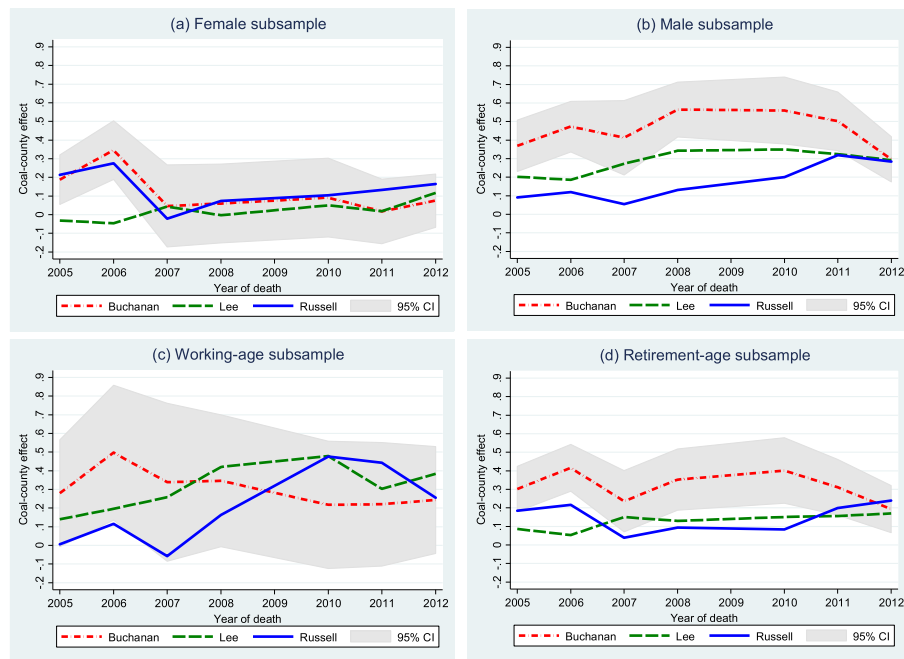 (a) Female subsample
Coal-county effect
-.2 -.1 0 .1 .2 .3 .4 .5 .6 .7 .8 .9
2005 2006 2007 2008 2009 2010 2011 2012
Year of death
Buchanan Lee Russell 95% CI
(b) Male subsample
Coal-county effect
-.2 -.1 0 .1 .2 .3 .4 .5 .6 .7 .8 .9
2005 2006 2007 2008 2009 2010 2011 2012
Year of death
Buchanan Lee Russell 95% CI
(c) Working-age subsample
Coal-county effect
-.2 -.1 0 .1 .2 .3 .4 .5 .6 .7 .8 .9
2005 2006 2007 2008 2009 2010 2011 2012
Year of death
Buchanan Lee Russell 95% CI
(d) Retirement-age subsample
Coal-county effect
-.2 -.1 0 .1 .2 .3 .4 .5 .6 .7 .8 .9
2005 2006 2007 2008 2009 2010 2011 2012
Year of death
Buchanan Lee Russell 95% CI